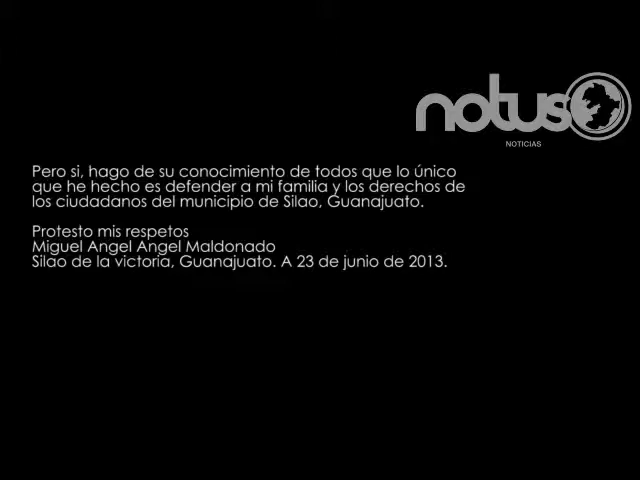 notus
NOTICIAS
Pero si, hago de su conocimiento de todos que lo único
que he hecho es defender a mi familia y los derechos de
los ciudadanos del municipio de Silao, Guanajuato.
Protesto mis respetos
Miguel Angel Angel Maldonado
Silao de la victoria, Guanajuato. A 23 de junio de 2013.